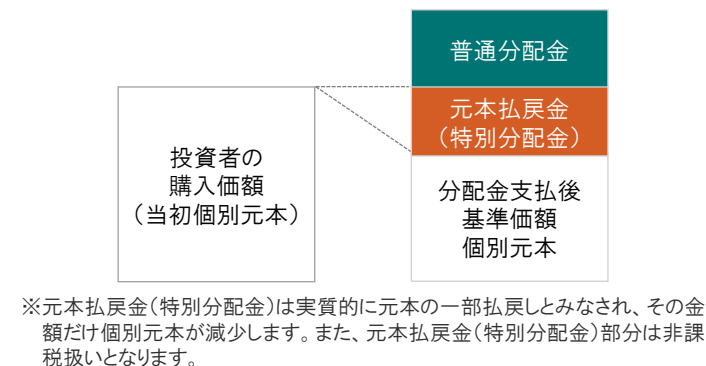 普通分配金
元本払戻金
（特別分配金）
投資者の
購入価額
（当初個別元本）
分配金支払後
基準価額
個別元本
※元本払戻金（特別分配金）は実質的に元本の一部払戻しとみなされ、その金
額だけ個別元本が減少します。また、元本払戻金（特別分配金）部分は非課
税扱いとなります。